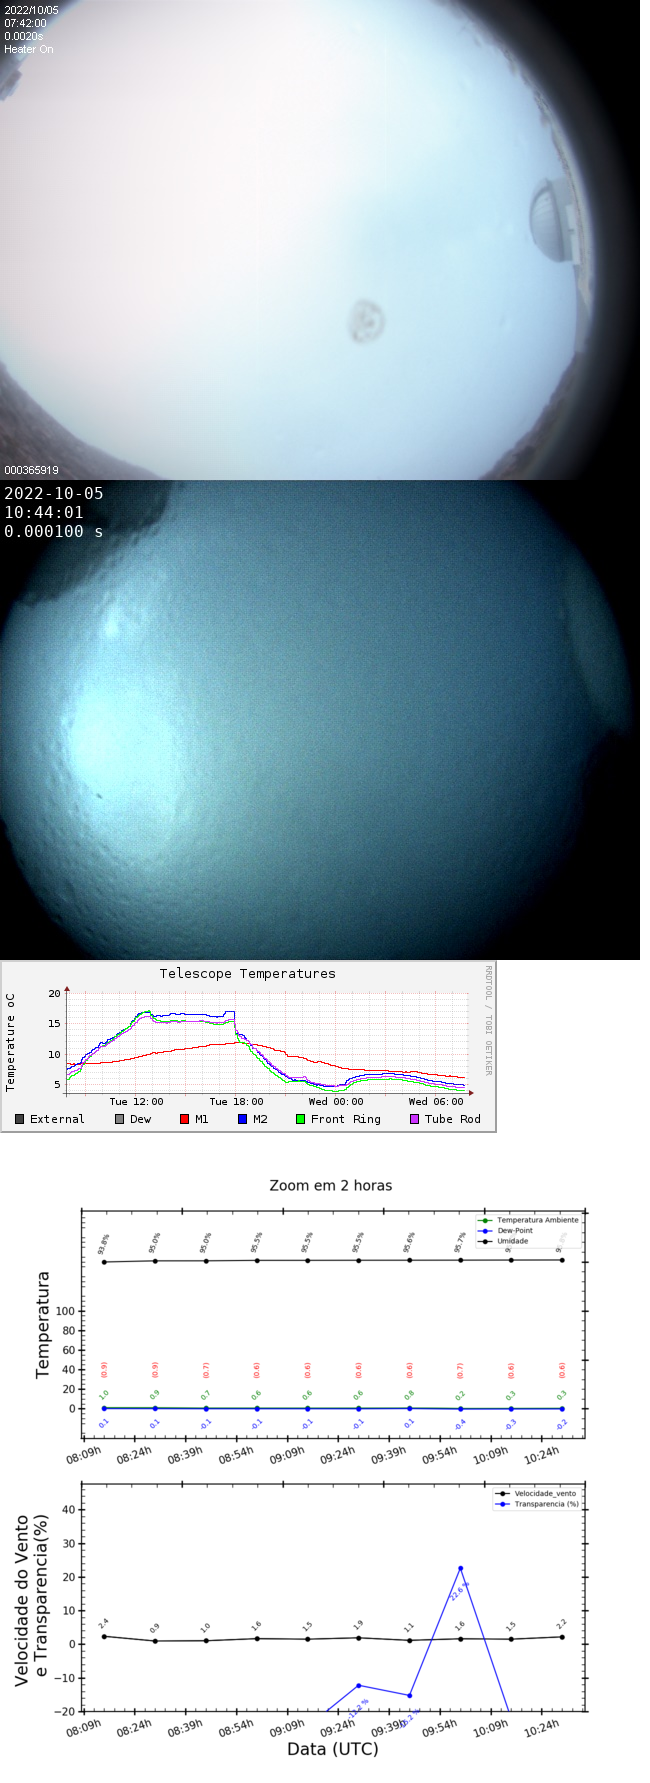 2022/10/05
07:42:00
0.0020s
Heater On
000365919
2022-10-05
10:44:01
0.000100 s
Telescope Temperatures
RRDTOOL / TOBI OETIKER
Temperature oC
20
15
10
5
Tue 12:00 Tue 18:00 Wed 00:00 Wed 06:00
External Dew M1 M2 Front Ring Tube Rod
Zoom em 2 horas
Temperatura Ambiente
Dew-Point
Umidade
93.8% 95.0% 95.0% 95.5% 95.5% 95.5% 95.6% 95.7%
Temperatura
100
80
60
40
20
0
(0.9) (0.9) (0.7) (0.6) (0.6) (0.6) (0.6) (0.7) (0.6) (0.6)
1.0 0.9 0.7 0.6 0.6 0.6 0.8 0.2 0.3 0.3
0.1 0.1 -0.1 -0.1 -0.1 -0.1 0.1 -0.4 -0.3 -0.2
08:09h 08:24h 08:39h 08:54h 09:09h 09:24h 09:39h 09:54h 10:09h 10:24h
Velocidade_vento
Transparencia (%)
Velocidade do Vento
e Transparencia(%)
40
30
20
10
0
−10
−20
22.6 %
2.4 0.9 1.0 1.6 1.5 1.9 1.1 1.6 1.5 2.2
08:09h 08:24h 08:39h 08:54h 09:09h 09:24h 09:39h 09:54h 10:09h 10:24h
Data (UTC)